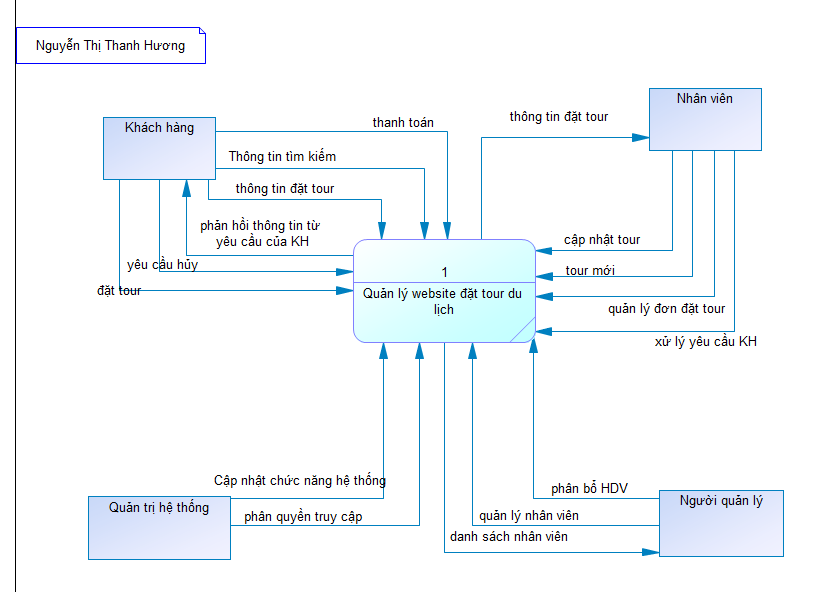 Nguyễn Thị Thanh Hương
Khách hàng
thanh toán
Thông tin tìm kiếm
thông tin đặt tour
phản hồi thông tin từ
yêu cầu của KH
yêu cầu hủy
đặt tour
thông tin đặt tour
Nhân viên
cập nhật tour
tour mới
quản lý đơn đặt tour
xử lý yêu cầu KH
1
Quản lý website đặt tour du
lịch
Cập nhật chức năng hệ thống
Quản trị hệ thống
phân quyền truy cập
phân bổ HDV
Người quản lý
quản lý nhân viên
danh sách nhân viên